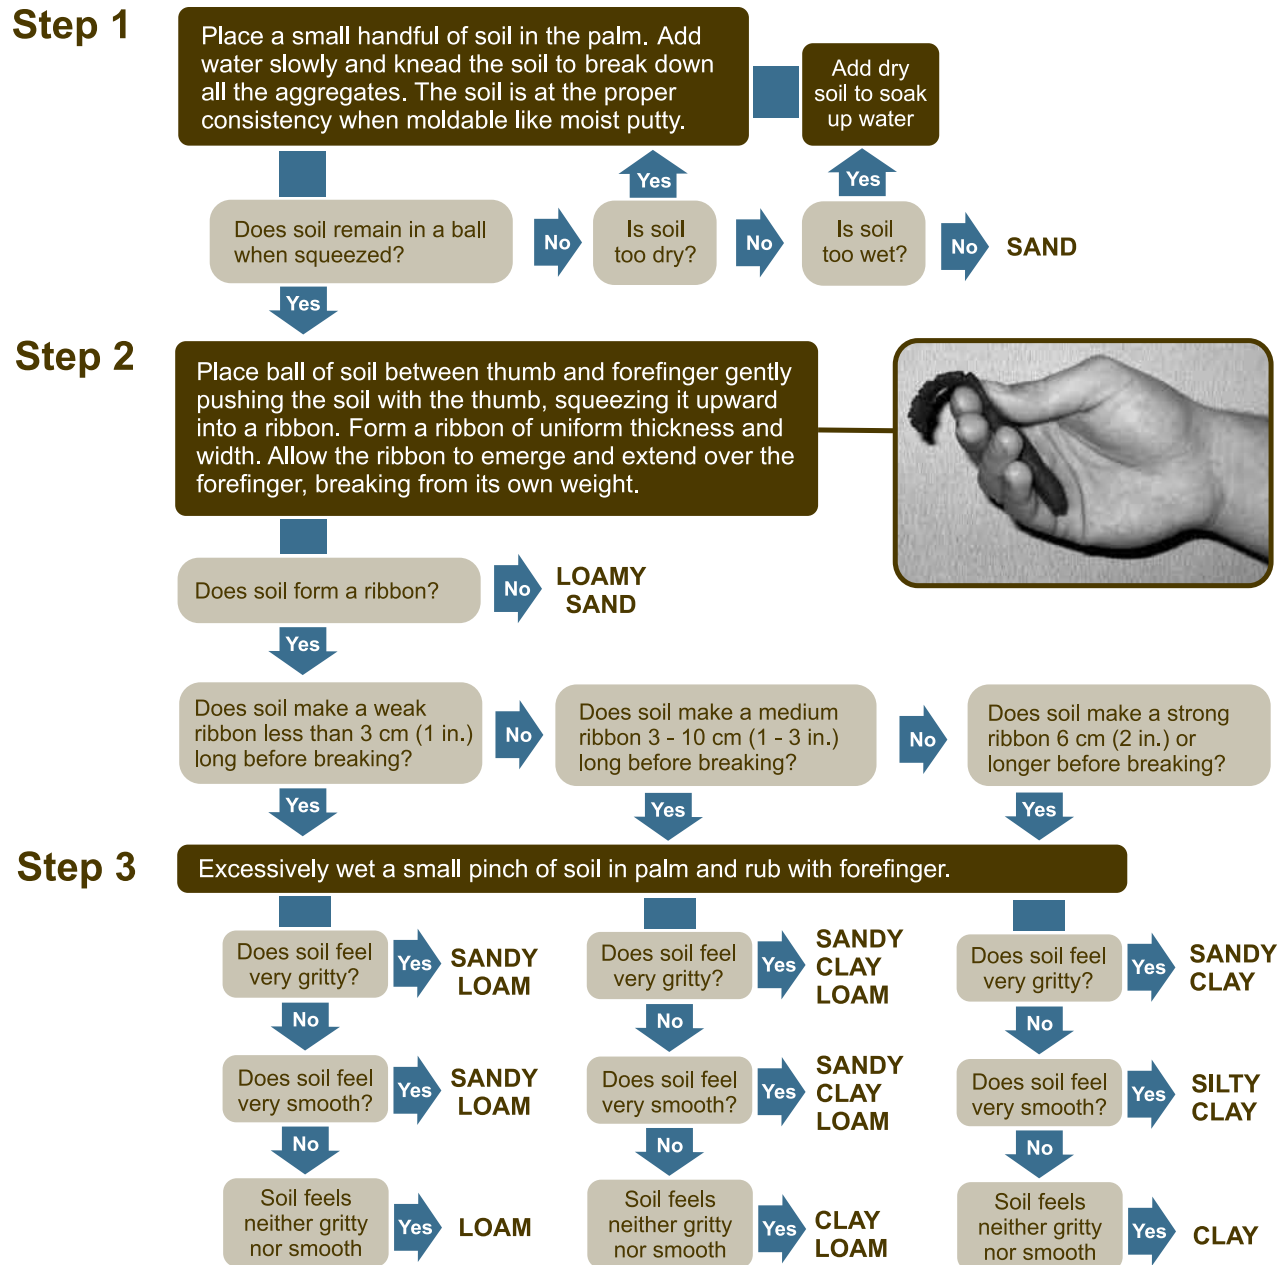 Step 1
Place a small handful of soil in the palm. Add
water slowly and knead the soil to break down
all the aggregates. The soil is at the proper
consistency when moldable like moist putty.
Add dry
soil to soak
up water
Yes
Yes
Does soil remain in a ball
when squeezed?
No
Is soil
too dry?
No
Is soil
too wet?
No
SAND
Yes
Step 2
Place ball of soil between thumb and forefinger gently
pushing the soil with the thumb, squeezing it upward
into a ribbon. Form a ribbon of uniform thickness and
width. Allow the ribbon to emerge and extend over the
forefinger, breaking from its own weight.
Does soil form a ribbon?
No
LOAMY
SAND
Yes
Does soil make a weak
ribbon less than 3 cm (1 in.)
long before breaking?
No
Does soil make a medium
ribbon 3 - 10 cm (1 - 3 in.)
long before breaking?
No
Does soil make a strong
ribbon 6 cm (2 in.) or
longer before breaking?
Yes
Yes
Yes
Step 3
Excessively wet a small pinch of soil in palm and rub with forefinger.
Does soil feel
very gritty?
Yes
SANDY
LOAM
Does soil feel
very gritty?
Yes
SANDY
CLAY
LOAM
Does soil feel
very gritty?
Yes
SANDY
CLAY
No
No
No
Does soil feel
very smooth?
Yes
SANDY
LOAM
Does soil feel
very smooth?
Yes
SANDY
CLAY
LOAM
Does soil feel
very smooth?
Yes
SILTY
CLAY
No
No
No
Soil feels
neither gritty
nor smooth
Yes
LOAM
Soil feels
neither gritty
nor smooth
Yes
CLAY
LOAM
Soil feels
neither gritty
nor smooth
Yes
CLAY